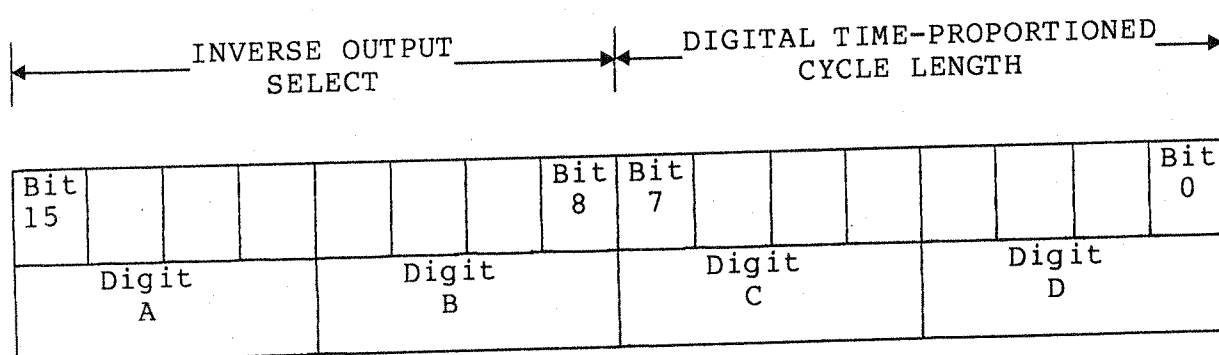 INVERSE OUTPUT SELECT
DIGITAL TIME-PROPORTIONED CYCLE LENGTH
Bit 15
Bit 8
Bit 7
Bit 0
Digit A
Digit B
Digit C
Digit D